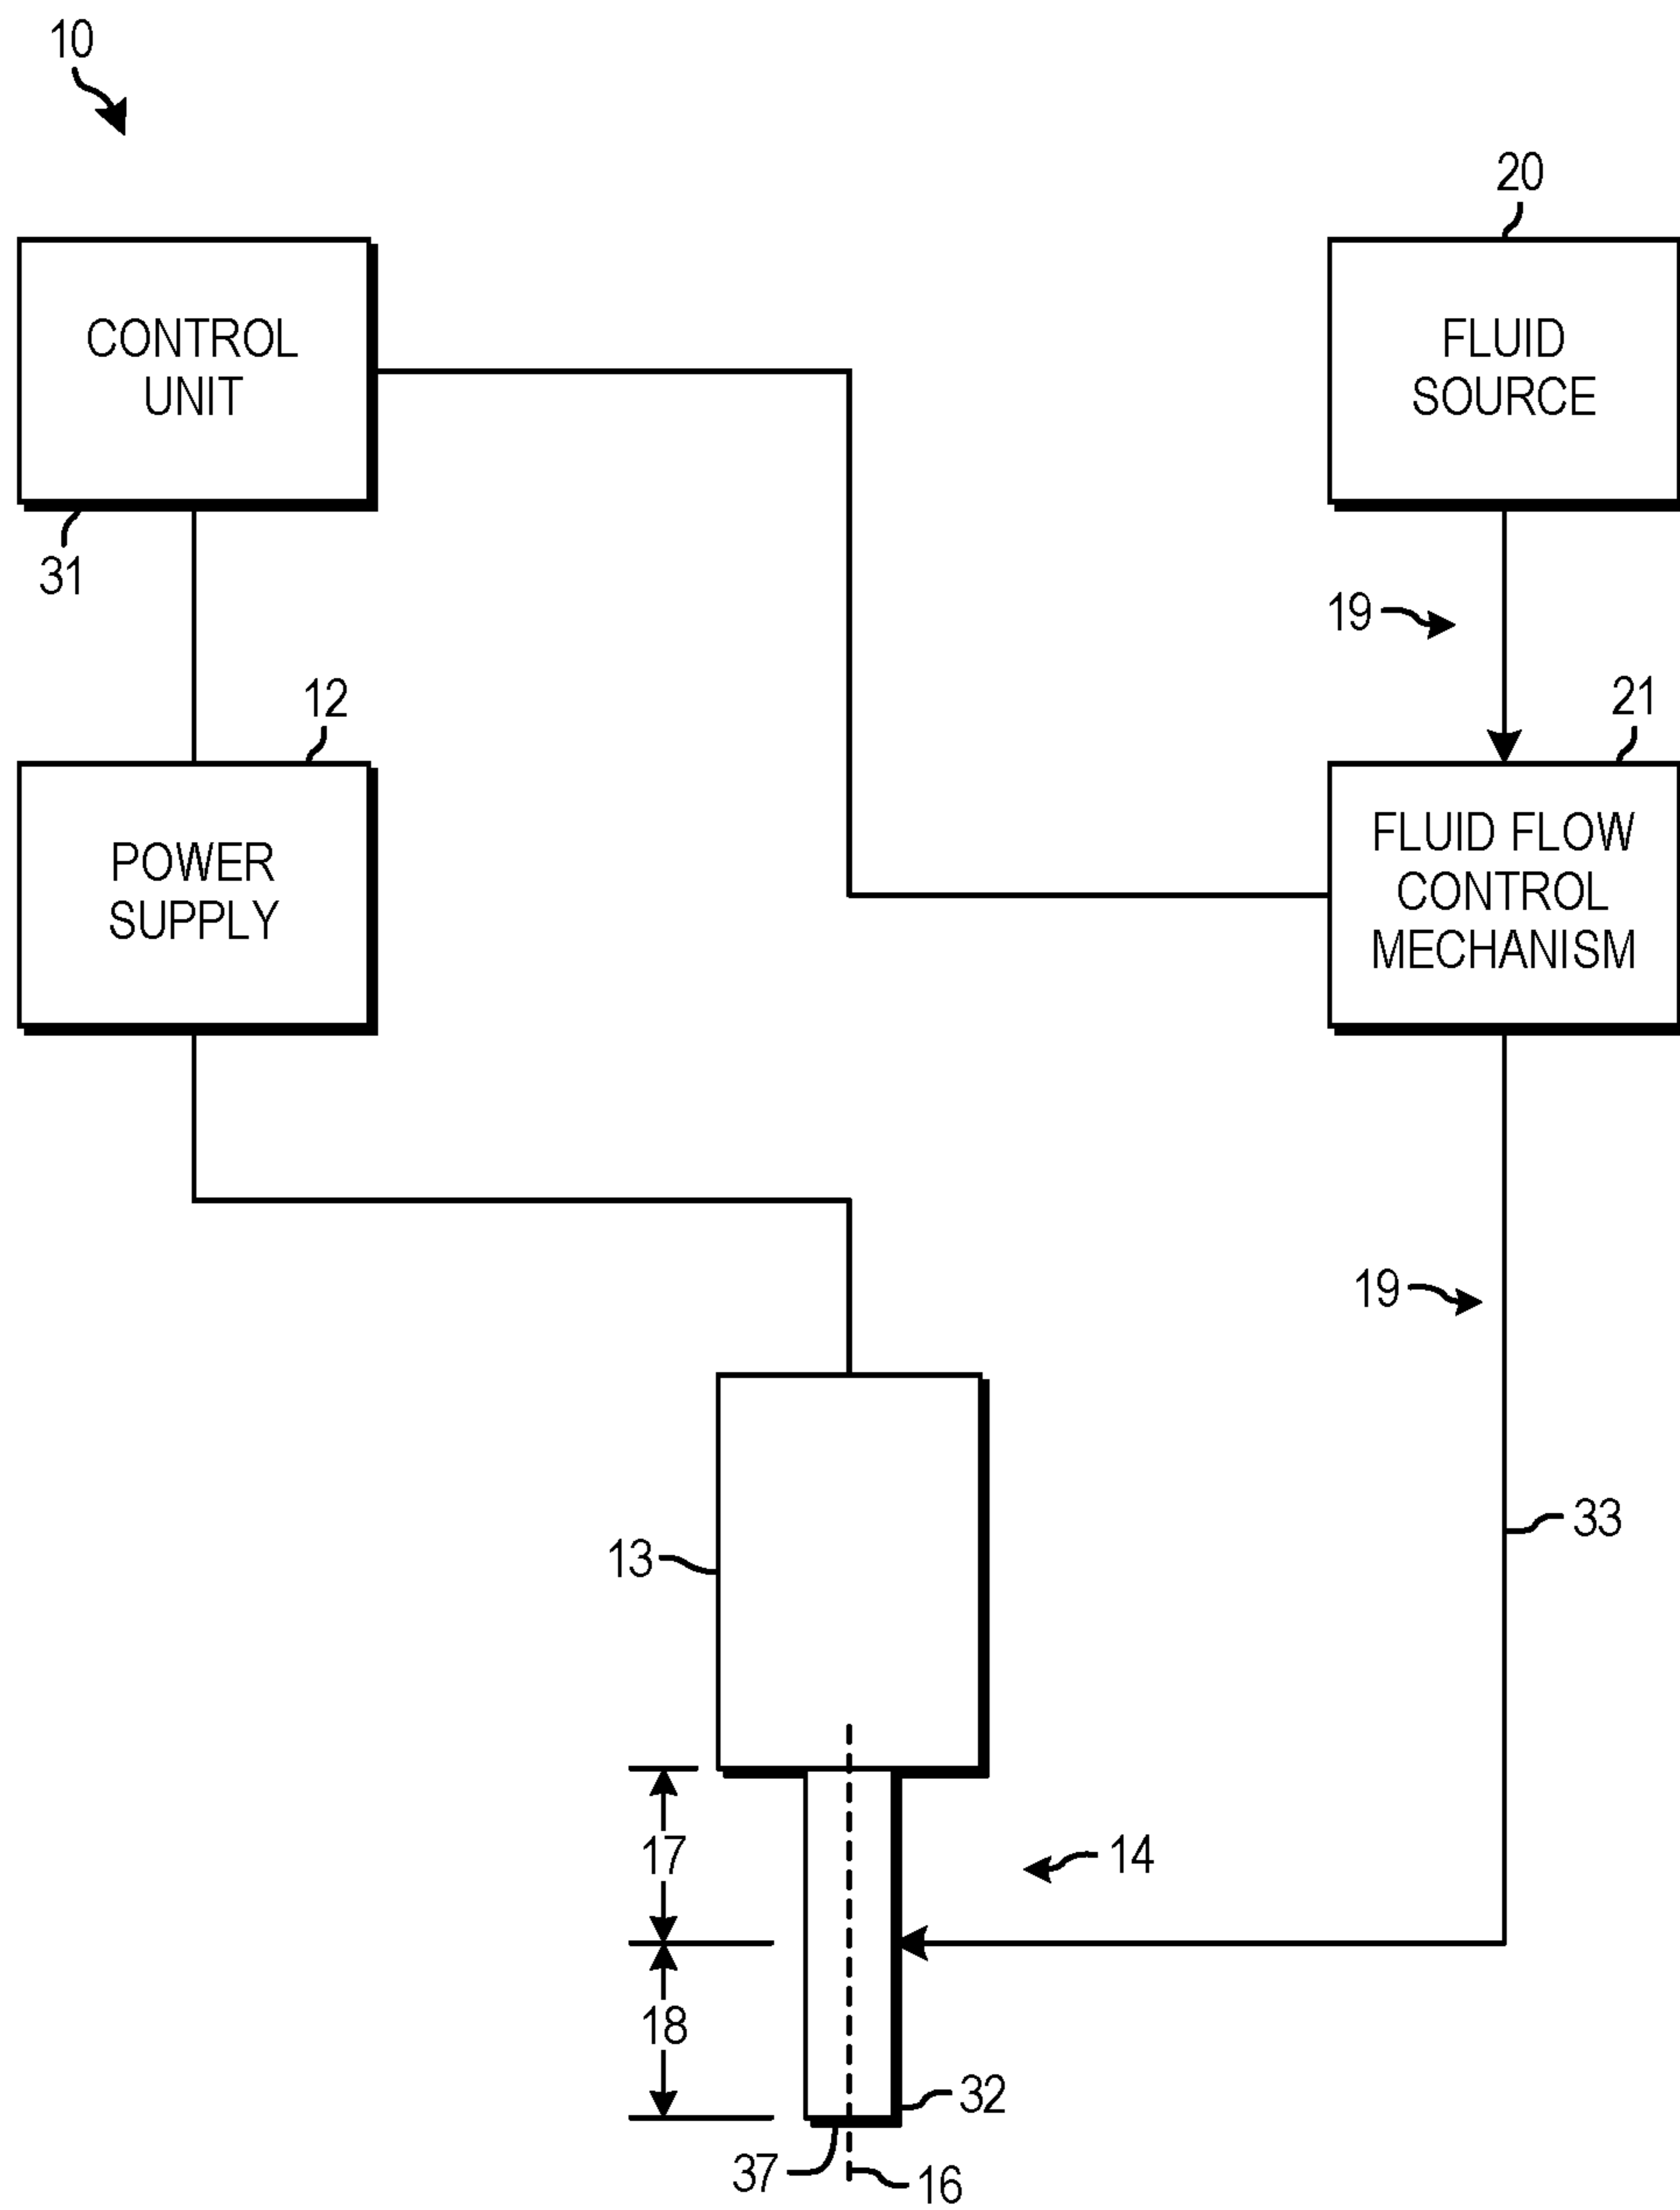 10
20
CONTROL
UNIT
FLUID
SOURCE
31
19
12
21
POWER
SUPPLY
FLUID FLOW
CONTROL
MECHANISM
19
33
13
17
14
18
32
37
16